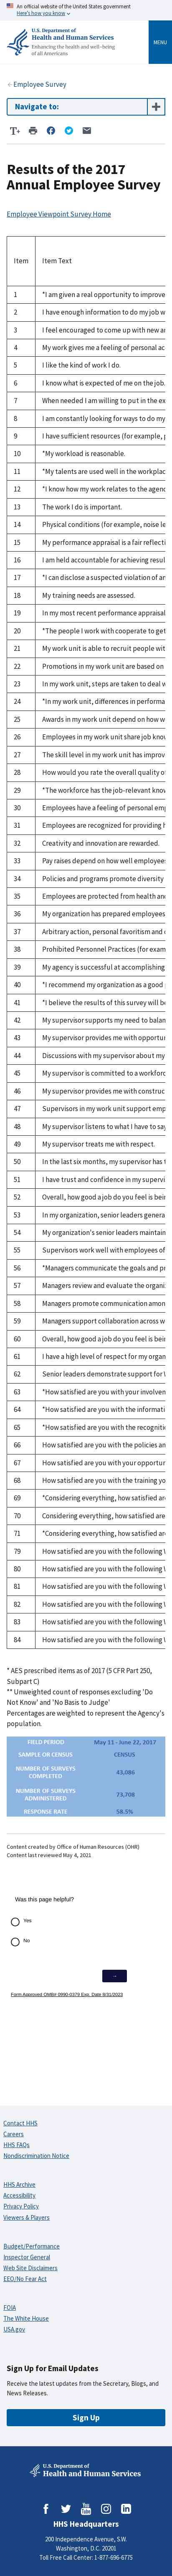 An official website of the United States government
Here's how you know
U.S. Department of
Health and Human Services
Enhancing the health and well-being
of all Americans
MENU
Employee Survey
Navigate to:
T+
Results of the 2017
Annual Employee Survey
Employee Viewpoint Survey Home
Item Item Text
1 *I am given a real opportunity to improve
2 I have enough information to do my job w
3 I feel encouraged to come up with new an
4 My work gives me a feeling of personal ac
5 I like the kind of work I do.
6 I know what is expected of me on the job.
7 When needed I am willing to put in the ex
8 I am constantly looking for ways to do my
9 I have sufficient resources (for example, p
10 *My workload is reasonable.
11 *My talents are used well in the workplac
12 *I know how my work relates to the agenc
13 The work I do is important.
14 Physical conditions (for example, noise le
15 My performance appraisal is a fair reflecti
16 I am held accountable for achieving resul
17 *I can disclose a suspected violation of an
18 My training needs are assessed.
19 In my most recent performance appraisal
20 *The people I work with cooperate to get
21 My work unit is able to recruit people wit
22 Promotions in my work unit are based on
23 In my work unit, steps are taken to deal w
24 *In my work unit, differences in performa
25 Awards in my work unit depend on how w
26 Employees in my work unit share job know
27 The skill level in my work unit has improv
28 How would you rate the overall quality of
29 *The workforce has the job-relevant know
30 Employees have a feeling of personal emp
31 Employees are recognized for providing h
32 Creativity and innovation are rewarded.
33 Pay raises depend on how well employees
34 Policies and programs promote diversity
35 Employees are protected from health and
36 My organization has prepared employees
37 Arbitrary action, personal favoritism and c
38 Prohibited Personnel Practices (for exam
39 My agency is successful at accomplishing
40 *I recommend my organization as a good
41 *I believe the results of this survey will be
42 My supervisor supports my need to balan
43 My supervisor provides me with opportun
44 Discussions with my supervisor about my
45 My supervisor is committed to a workforc
46 My supervisor provides me with construc
47 Supervisors in my work unit support emp
48 My supervisor listens to what I have to say
49 My supervisor treats me with respect.
50 In the last six months, my supervisor has t
51 I have trust and confidence in my supervi
52 Overall, how good a job do you feel is bein
53 In my organization, senior leaders genera
54 My organization's senior leaders maintain
55 Supervisors work well with employees of
56 *Managers communicate the goals and pr
57 Managers review and evaluate the organi
58 Managers promote communication amon
59 Managers support collaboration across w
60 Overall, how good a job do you feel is bein
61 I have a high level of respect for my organ
62 Senior leaders demonstrate support for W
63 *How satisfied are you with your involven
64 *How satisfied are you with the informati
65 *How satisfied are you with the recogniti
66 How satisfied are you with the policies an
67 How satisfied are you with your opportun
68 How satisfied are you with the training yo
69 *Considering everything, how satisfied ar
70 Considering everything, how satisfied are
71 *Considering everything, how satisfied ar
79 How satisfied are you with the following W
80 How satisfied are you with the following W
81 How satisfied are you with the following W
82 How satisfied are you with the following W
83 How satisfied are you with the following W
84 How satisfied are you with the following W
* AES prescribed items as of 2017 (5 CFR Part 250,
Subpart C)
** Unweighted count of responses excluding 'Do
Not Know' and 'No Basis to Judge'
Percentages are weighted to represent the Agency's
population.
FIELD PERIOD May 11 - June 22, 2017
SAMPLE OR CENSUS CENSUS
NUMBER OF SURVEYS
COMPLETED 43,086
NUMBER OF SURVEYS
ADMINISTERED 73,708
RESPONSE RATE 58.5%
Content created by Office of Human Resources (OHR)
Content last reviewed May 4, 2021
Was this page helpful?
Yes
No
→
Form Approved OMB# 0990-0379 Exp. Date 8/31/2023
Contact HHS
Careers
HHS FAQs
Nondiscrimination Notice
HHS Archive
Accessibility
Privacy Policy
Viewers & Players
Budget/Performance
Inspector General
Web Site Disclaimers
EEO/No Fear Act
FOIA
The White House
USA.gov
Sign Up for Email Updates
Receive the latest updates from the Secretary, Blogs, and
News Releases.
Sign Up
U.S. Department of
Health and Human Services
You
Tube
HHS Headquarters
200 Independence Avenue, S.W.
Washington, D.C. 20201
Toll Free Call Center: 1-877-696-6775